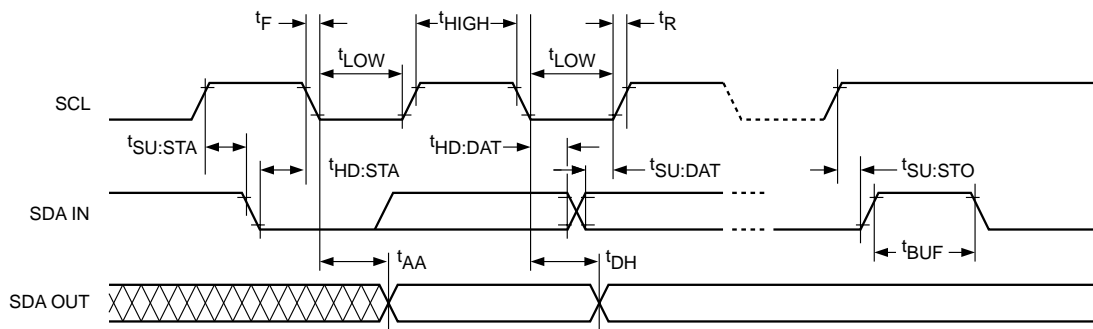 tF tHIGH tR
tLOW tLOW
SCL
tSU:STA tHD:DAT
tHD:STA tSU:DAT tSU:STO
SDA IN
tBUF
tAA tDH
SDA OUT